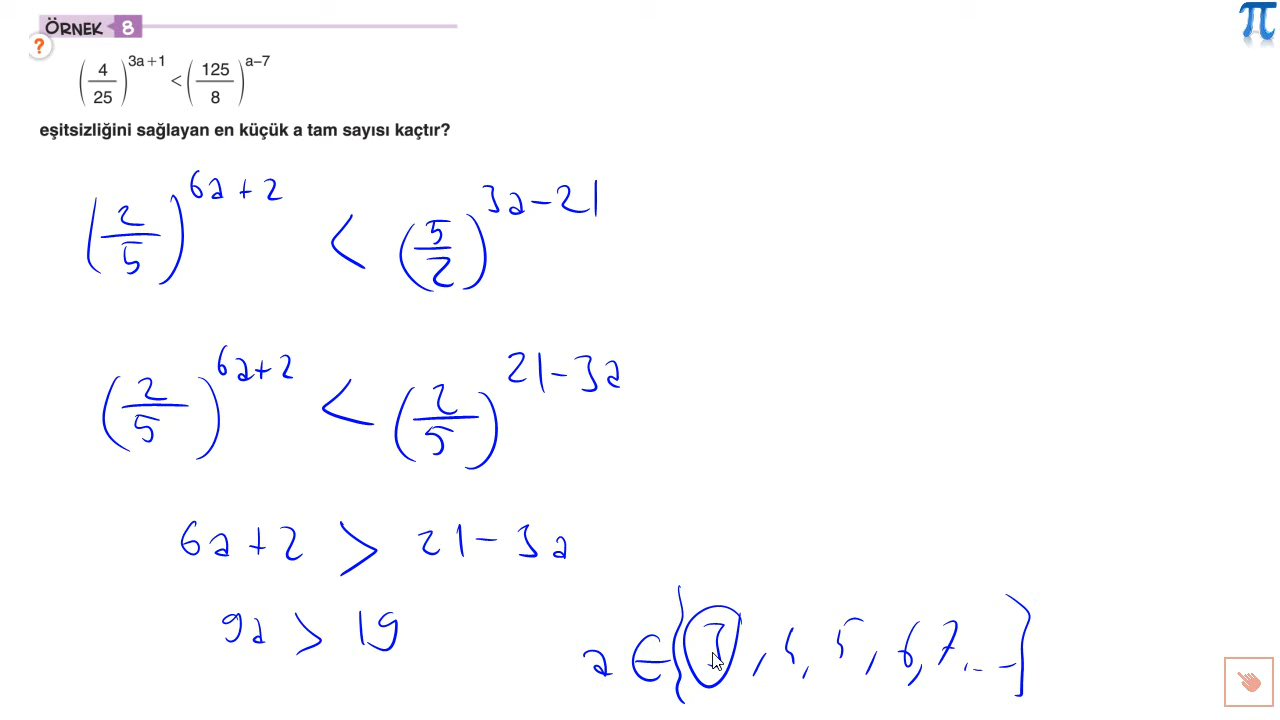 ÖRNEK 8
?
π
(4/25)^(3a+1) < (125/8)^(a–7)
eşitsizliğini sağlayan en küçük a tam sayısı kaçtır?
(2/5)^(6a+2) < (5/2)^(3a-21)
(2/5)^(6a+2) < (2/5)^(21-3a)
6a+2 > 21-3a
9a > 19
a ∈ {3, 4, 5, 6, 7, ...}